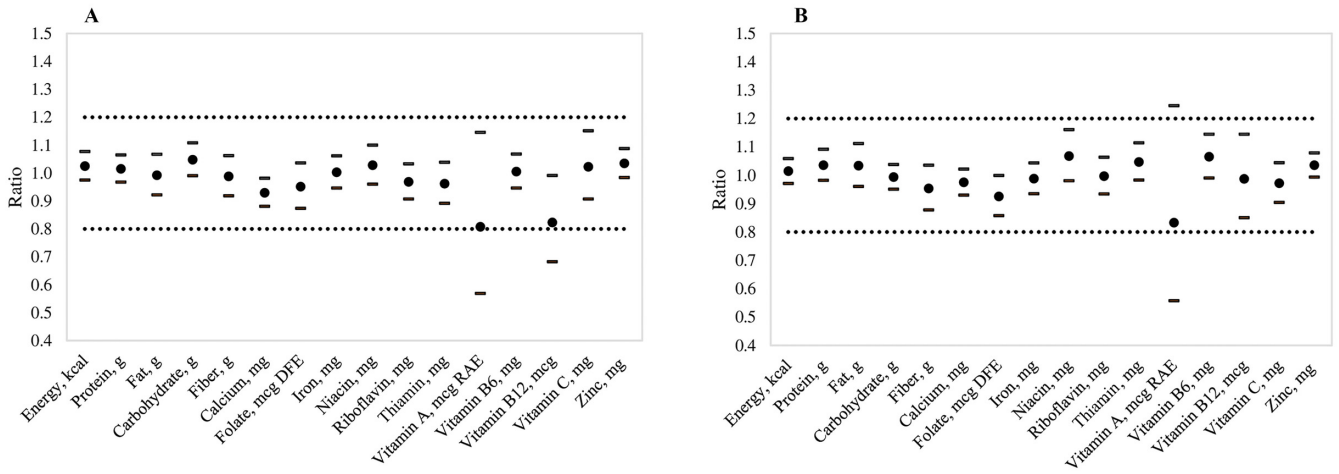 A
1.5
1.4
1.3
1.2
1.1
1.0
0.9
0.8
0.7
0.6
0.5
0.4
Ratio
Energy, kcal
Protein, g
Fat, g
Carbohydrate, g
Fiber, g
Calcium, mg
Folate, mcg DFE
Iron, mg
Niacin, mg
Riboflavin, mg
Thiamin, mg
Vitamin A, mcg RAE
Vitamin B6, mg
Vitamin B12, mcg
Vitamin C, mg
Zinc, mg
B
1.5
1.4
1.3
1.2
1.1
1.0
0.9
0.8
0.7
0.6
0.5
0.4
Ratio
Energy, kcal
Protein, g
Fat, g
Carbohydrate, g
Fiber, g
Calcium, mg
Folate, mcg DFE
Iron, mg
Niacin, mg
Riboflavin, mg
Thiamin, mg
Vitamin A, mcg RAE
Vitamin B6, mg
Vitamin B12, mcg
Vitamin C, mg
Zinc, mg